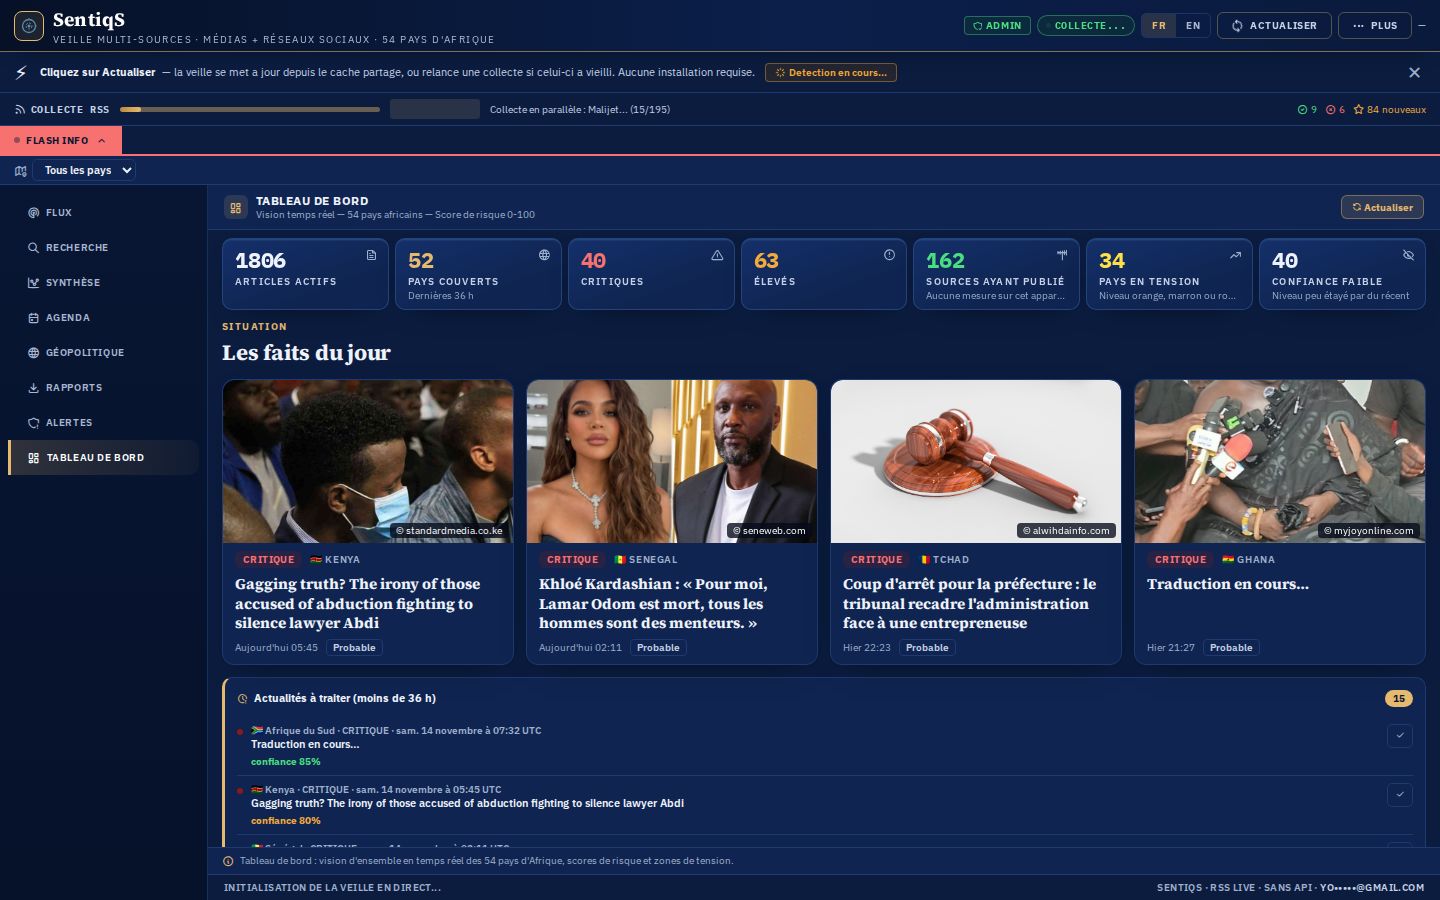 SentiqS
VEILLE MULTI-SOURCES · MÉDIAS + RÉSEAUX SOCIAUX · 54 PAYS D'AFRIQUE
ADMIN
COLLECTE...
FR
EN
ACTUALISER
··· PLUS
—
Cliquez sur Actualiser — la veille se met a jour depuis le cache partage, ou relance une collecte si celui-ci a vieilli. Aucune installation requise.
Detection en cours...
COLLECTE RSS
Collecte en parallèle : Malijet... (15/195)
9
6
84 nouveaux
FLASH INFO
Tous les pays
FLUX
RECHERCHE
SYNTHÈSE
AGENDA
GÉOPOLITIQUE
RAPPORTS
ALERTES
TABLEAU DE BORD
TABLEAU DE BORD
Vision temps réel — 54 pays africains — Score de risque 0-100
Actualiser
1806
ARTICLES ACTIFS
52
PAYS COUVERTS
Dernières 36 h
40
CRITIQUES
63
ÉLEVÉS
162
SOURCES AYANT PUBLIÉ
Aucune mesure sur cet appar...
34
PAYS EN TENSION
Niveau orange, marron ou ro...
40
CONFIANCE FAIBLE
Niveau peu étayé par du récent
SITUATION
Les faits du jour
© standardmedia.co.ke
CRITIQUE
KENYA
Gagging truth? The irony of those
accused of abduction fighting to
silence lawyer Abdi
Aujourd'hui 05:45
Probable
© seneweb.com
CRITIQUE
SENEGAL
Khloé Kardashian : « Pour moi,
Lamar Odom est mort, tous les
hommes sont des menteurs. »
Aujourd'hui 02:11
Probable
© alwihdainfo.com
CRITIQUE
TCHAD
Coup d'arrêt pour la préfecture : le
tribunal recadre l'administration
face à une entrepreneuse
Hier 22:23
Probable
© myjoyonline.com
CRITIQUE
GHANA
Traduction en cours...
Hier 21:27
Probable
Actualités à traiter (moins de 36 h)
15
Afrique du Sud · CRITIQUE · sam. 14 novembre à 07:32 UTC
Traduction en cours...
confiance 85%
Kenya · CRITIQUE · sam. 14 novembre à 05:45 UTC
Gagging truth? The irony of those accused of abduction fighting to silence lawyer Abdi
confiance 80%
Tableau de bord : vision d'ensemble en temps réel des 54 pays d'Afrique, scores de risque et zones de tension.
INITIALISATION DE LA VEILLE EN DIRECT...
SENTIQS · RSS LIVE · SANS API · YO•••••@GMAIL.COM